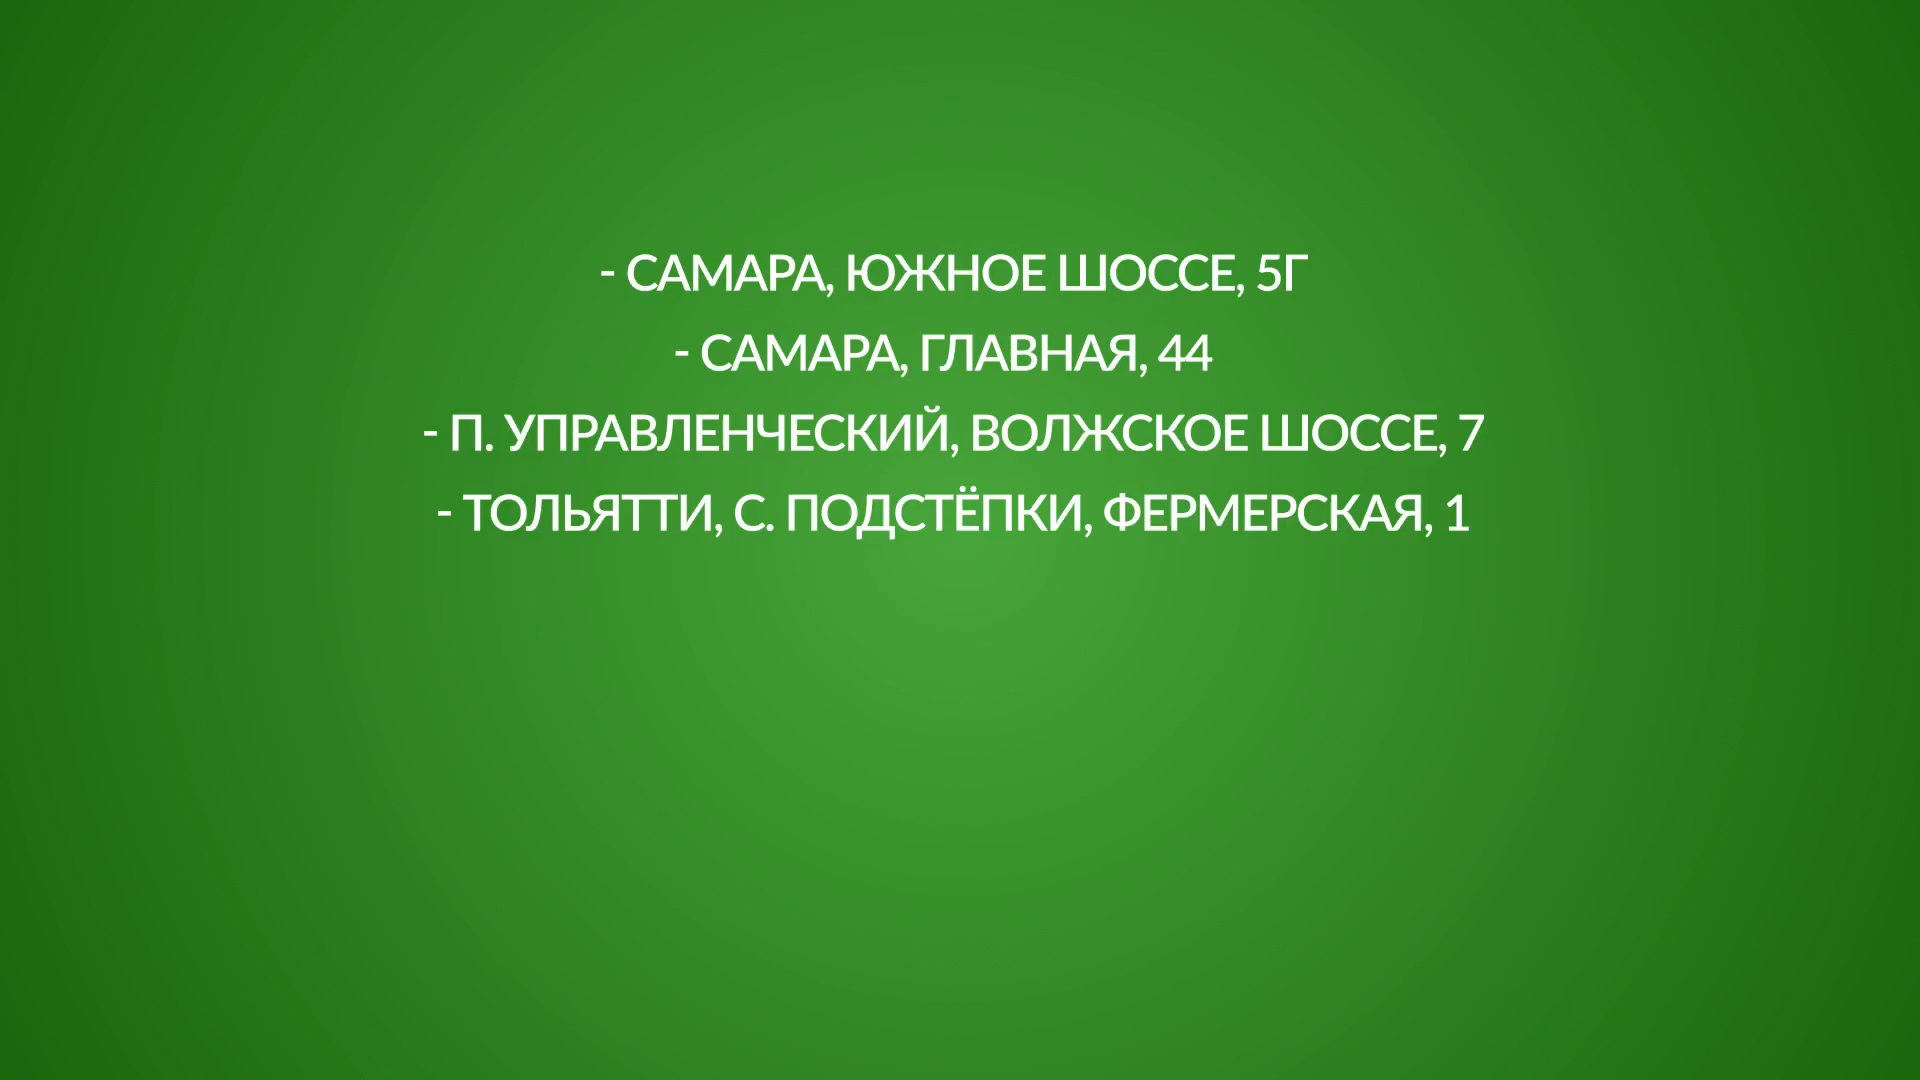 - САМАРА, ЮЖНОЕ ШОССЕ, 5Г
- САМАРА, ГЛАВНАЯ, 44
- П. УПРАВЛЕНЧЕСКИЙ, ВОЛЖСКОЕ ШОССЕ, 7
- ТОЛЬЯТТИ, С. ПОДСТЁПКИ, ФЕРМЕРСКАЯ, 1